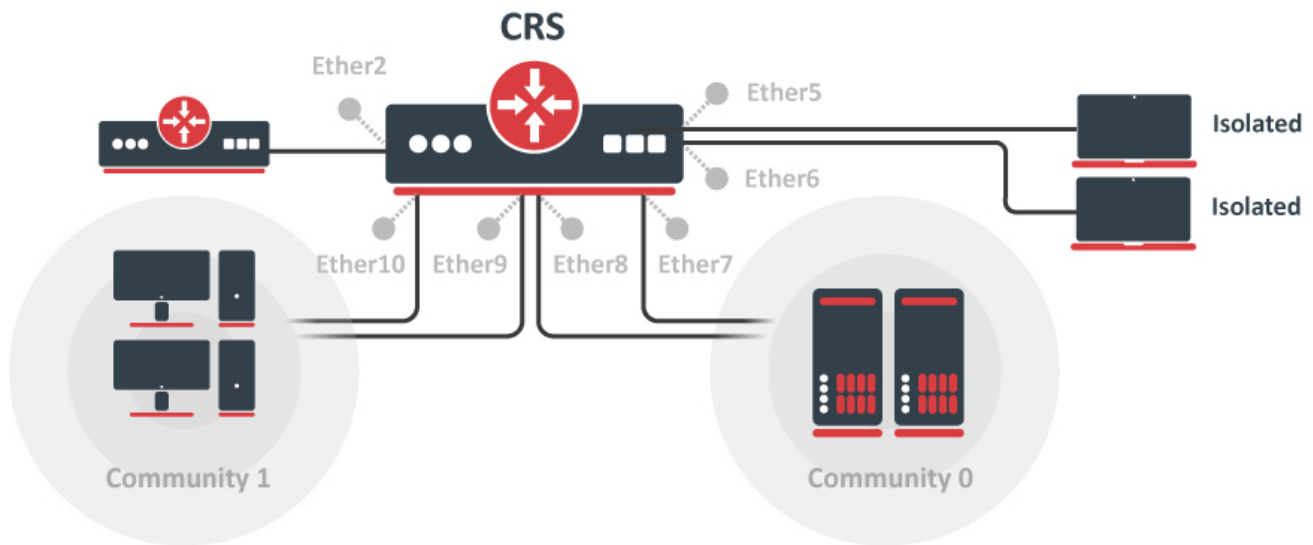 CRS
Ether2
Ether5
Isolated
Ether6
Isolated
Ether10
Ether9
Ether8
Ether7
Community 1
Community 0